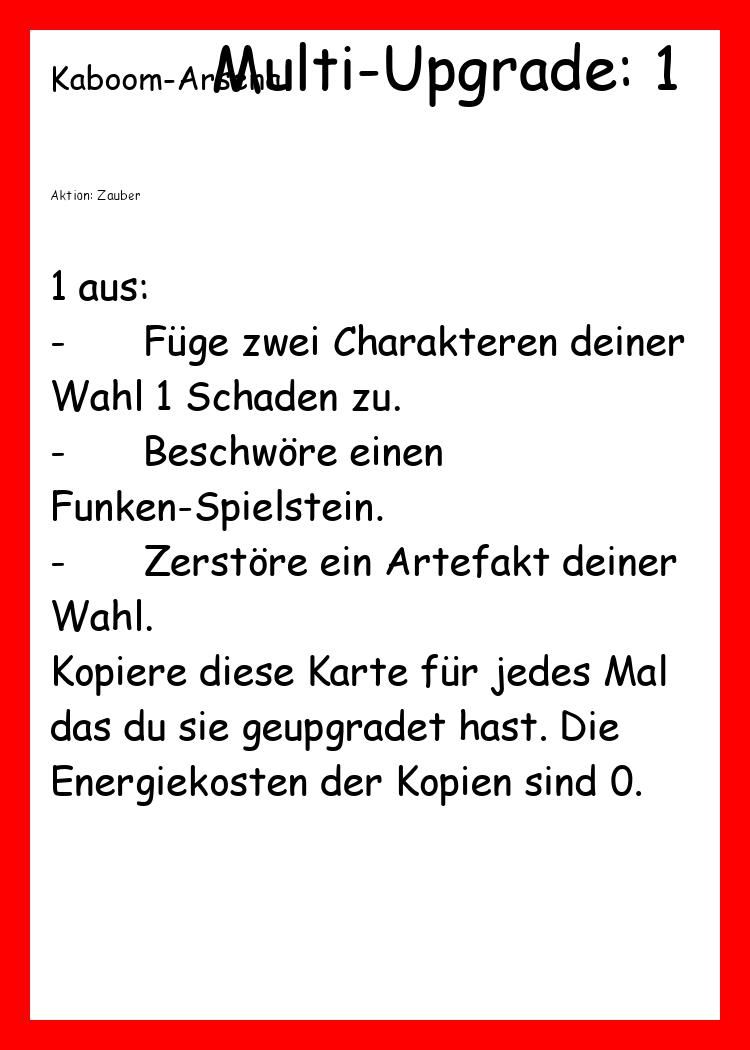 Kaboom-Arsenal
Multi-Upgrade: 1
Aktion: Zauber
1 aus:
- Füge zwei Charakteren deiner
Wahl 1 Schaden zu.
- Beschwöre einen
Funken-Spielstein.
- Zerstöre ein Artefakt deiner
Wahl.
Kopiere diese Karte für jedes Mal
das du sie geupgradet hast. Die
Energiekosten der Kopien sind 0.